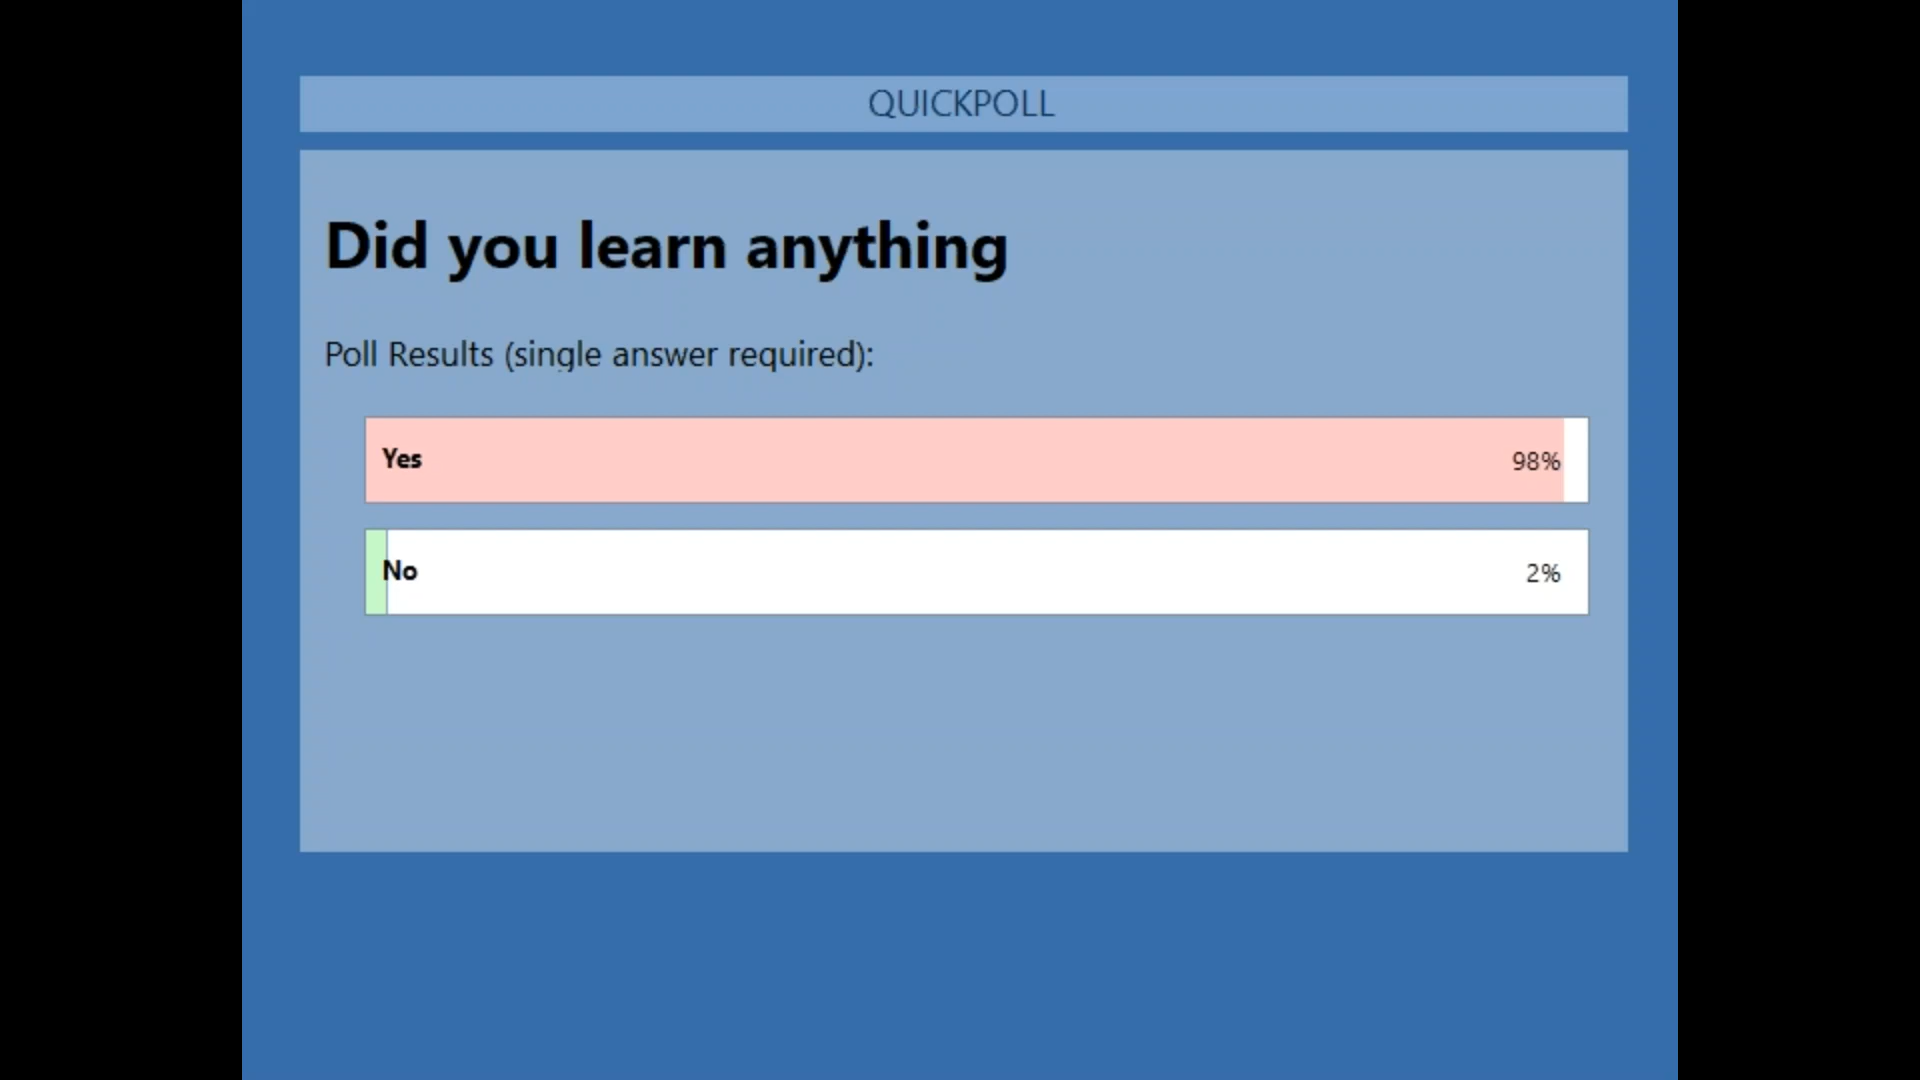 QUICKPOLL
Did you learn anything
Poll Results (single answer required):
Yes 98%
No 2%